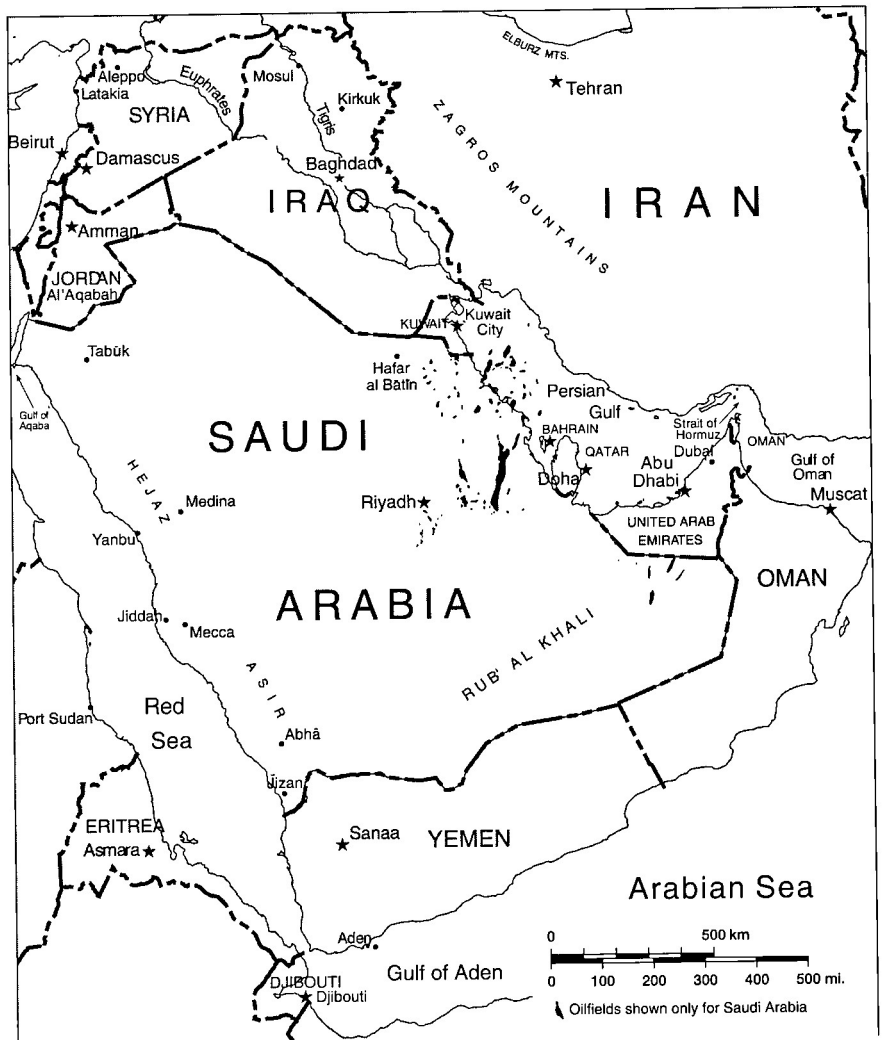 ELBURZ MTS.
Tehran
Aleppo
Latakia
Euphrates
Mosul
Kirkuk
Tigris
SYRIA
ZAGROS MOUNTAINS
Beirut
Damascus
Baghdad
IRAQ
IRAN
Amman
JORDAN
Al'Aqabah
KUWAIT
Kuwait
City
Tabūk
Hafar
al Bātīn
Gulf of
Aqaba
Persian
Gulf
Strait of
Hormuz
SAUDI
BAHRAIN
QATAR
OMAN
Dubai
Doha
Abu
Dhabi
Gulf of
Oman
HEJAZ
Medina
Riyadh
Muscat
Yanbu
UNITED ARAB
EMIRATES
OMAN
ARABIA
Jiddah
Mecca
RUB' AL KHALI
ASIR
Port Sudan
Red
Sea
Abhā
Jīzan
ERITREA
Asmara
Sanaa
YEMEN
Arabian Sea
Aden
Gulf of Aden
0 500 km
0 100 200 300 400 500 mi.
DJIBOUTI
Djibouti
Oilfields shown only for Saudi Arabia